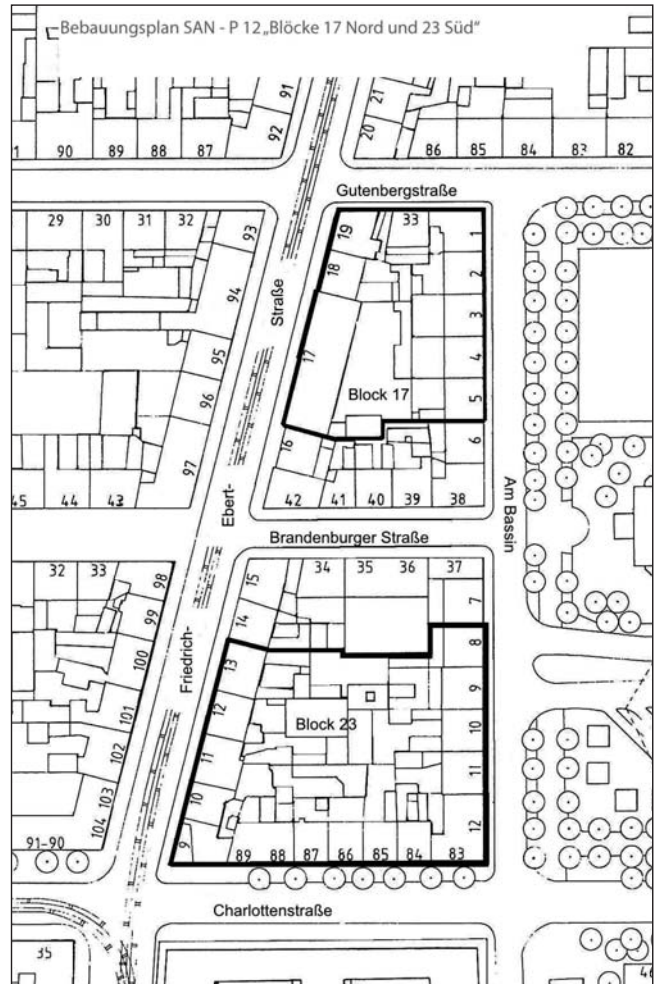 Bebauungsplan SAN - P 12 „Blöcke 17 Nord und 23 Süd“
91
92
21
20
90 89 88 87
86 85 84 83 82
Gutenbergstraße
29 30 31 32
93
19
33
1
18
2
94
Straße
3
95
17
4
96
Block 17
5
97
16
6
45 44 43
Ebert-
42 41 40 39 38
Am Bassin
Brandenburger Straße
32 33
98
15
34 35 36 37
99
14
7
100
Friedrich-
13
8
12
9
101
Block 23
10
102
11
11
103
10
12
104
9
91-90
89 88 87 86 85 84 83
Charlottenstraße
35